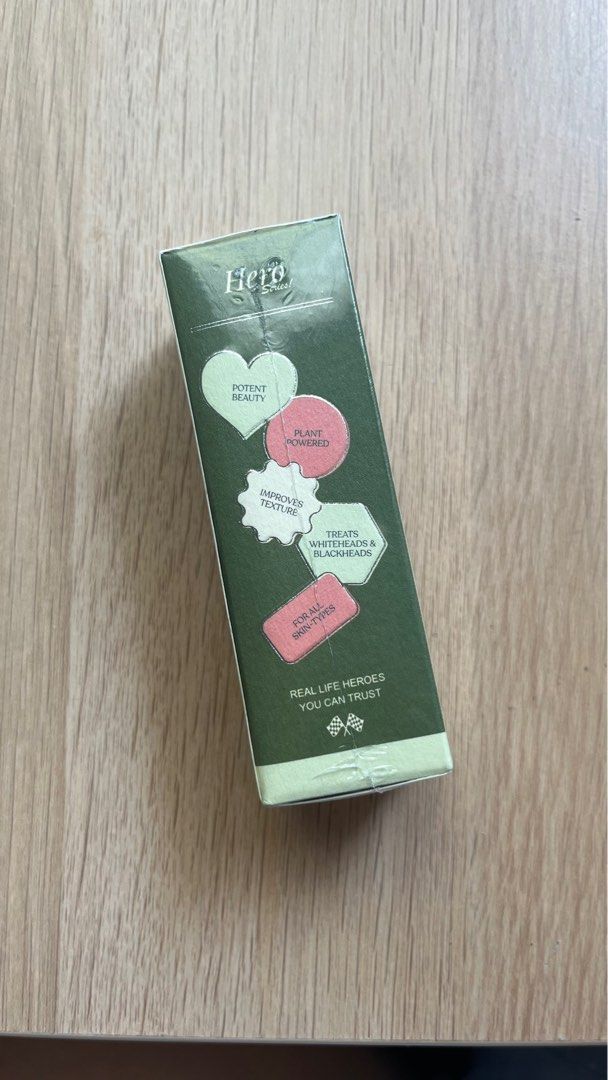 Hero
Series!
POTENT
BEAUTY
PLANT
POWERED
IMPROVES
TEXTURE
TREATS
WHITEHEADS &
BLACKHEADS
FOR ALL
SKIN-TYPES
REAL LIFE HEROES
YOU CAN TRUST